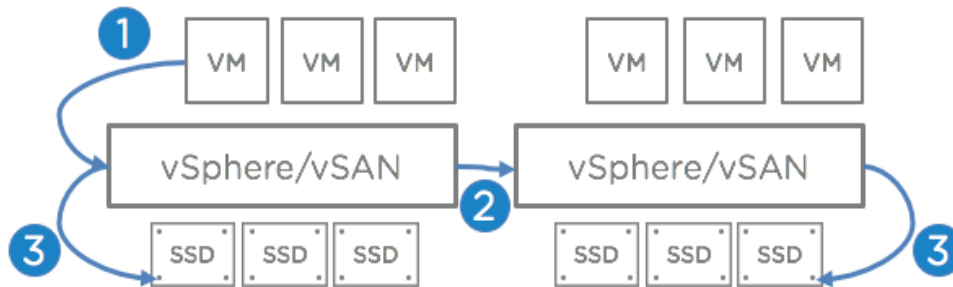 1
VM VM VM VM VM VM
vSphere/vSAN vSphere/vSAN
2
3 SSD SSD SSD SSD SSD SSD 3